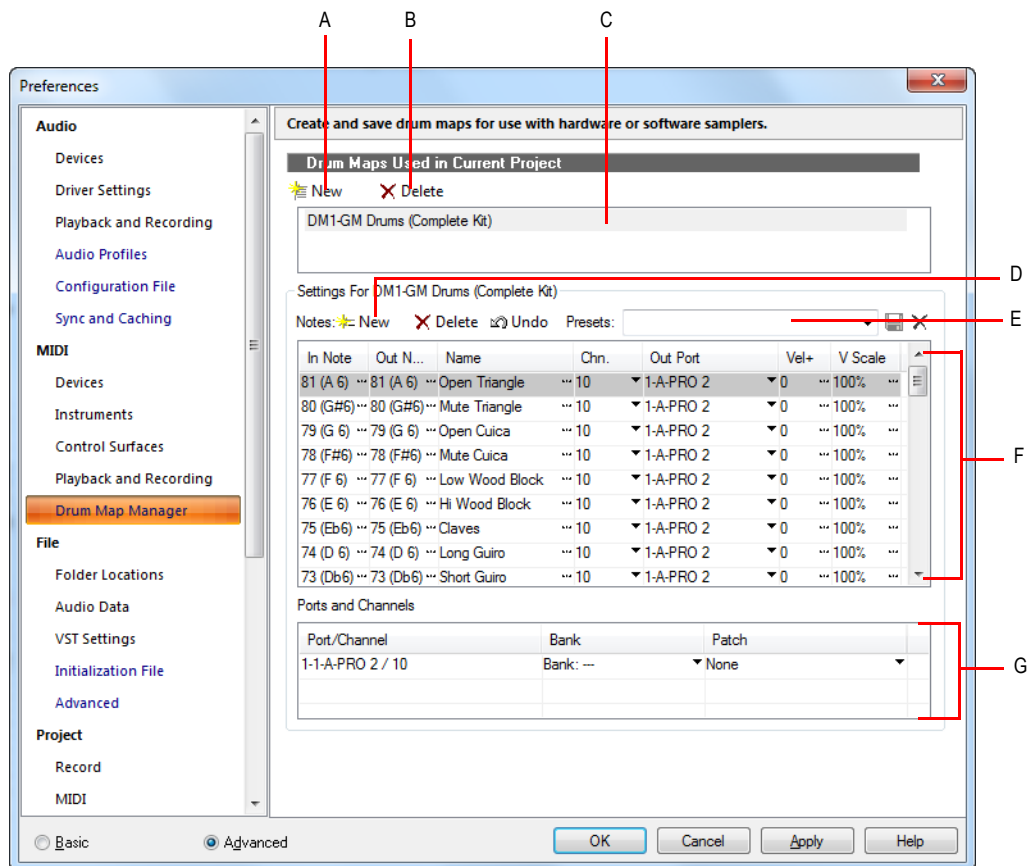 A B C
Preferences
Audio
Devices
Driver Settings
Playback and Recording
Audio Profiles
Configuration File
Sync and Caching
MIDI
Devices
Instruments
Control Surfaces
Playback and Recording
Drum Map Manager
File
Folder Locations
Audio Data
VST Settings
Initialization File
Advanced
Project
Record
MIDI
Create and save drum maps for use with hardware or software samplers.
Drum Maps Used in Current Project
New Delete
DM1-GM Drums (Complete Kit)
D
Settings For DM1-GM Drums (Complete Kit)
Notes: New Delete Undo Presets:
E
In Note Out N... Name Chn. Out Port Vel+ V Scale
81 (A 6) ... 81 (A 6) ... Open Triangle ... 10 1-A-PRO 2 0 ... 100% ...
80 (G#6) ... 80 (G#6) ... Mute Triangle ... 10 1-A-PRO 2 0 ... 100% ...
79 (G 6) ... 79 (G 6) ... Open Cuica ... 10 1-A-PRO 2 0 ... 100% ...
78 (F#6) ... 78 (F#6) ... Mute Cuica ... 10 1-A-PRO 2 0 ... 100% ...
F
77 (F 6) ... 77 (F 6) ... Low Wood Block ... 10 1-A-PRO 2 0 ... 100% ...
76 (E 6) ... 76 (E 6) ... Hi Wood Block ... 10 1-A-PRO 2 0 ... 100% ...
75 (Eb6) ... 75 (Eb6) ... Claves ... 10 1-A-PRO 2 0 ... 100% ...
74 (D 6) ... 74 (D 6) ... Long Guiro ... 10 1-A-PRO 2 0 ... 100% ...
73 (Db6) ... 73 (Db6) ... Short Guiro ... 10 1-A-PRO 2 0 ... 100% ...
Ports and Channels
Port/Channel Bank Patch
1-1-A-PRO 2 / 10 Bank: --- None
G
Basic Advanced OK Cancel Apply Help